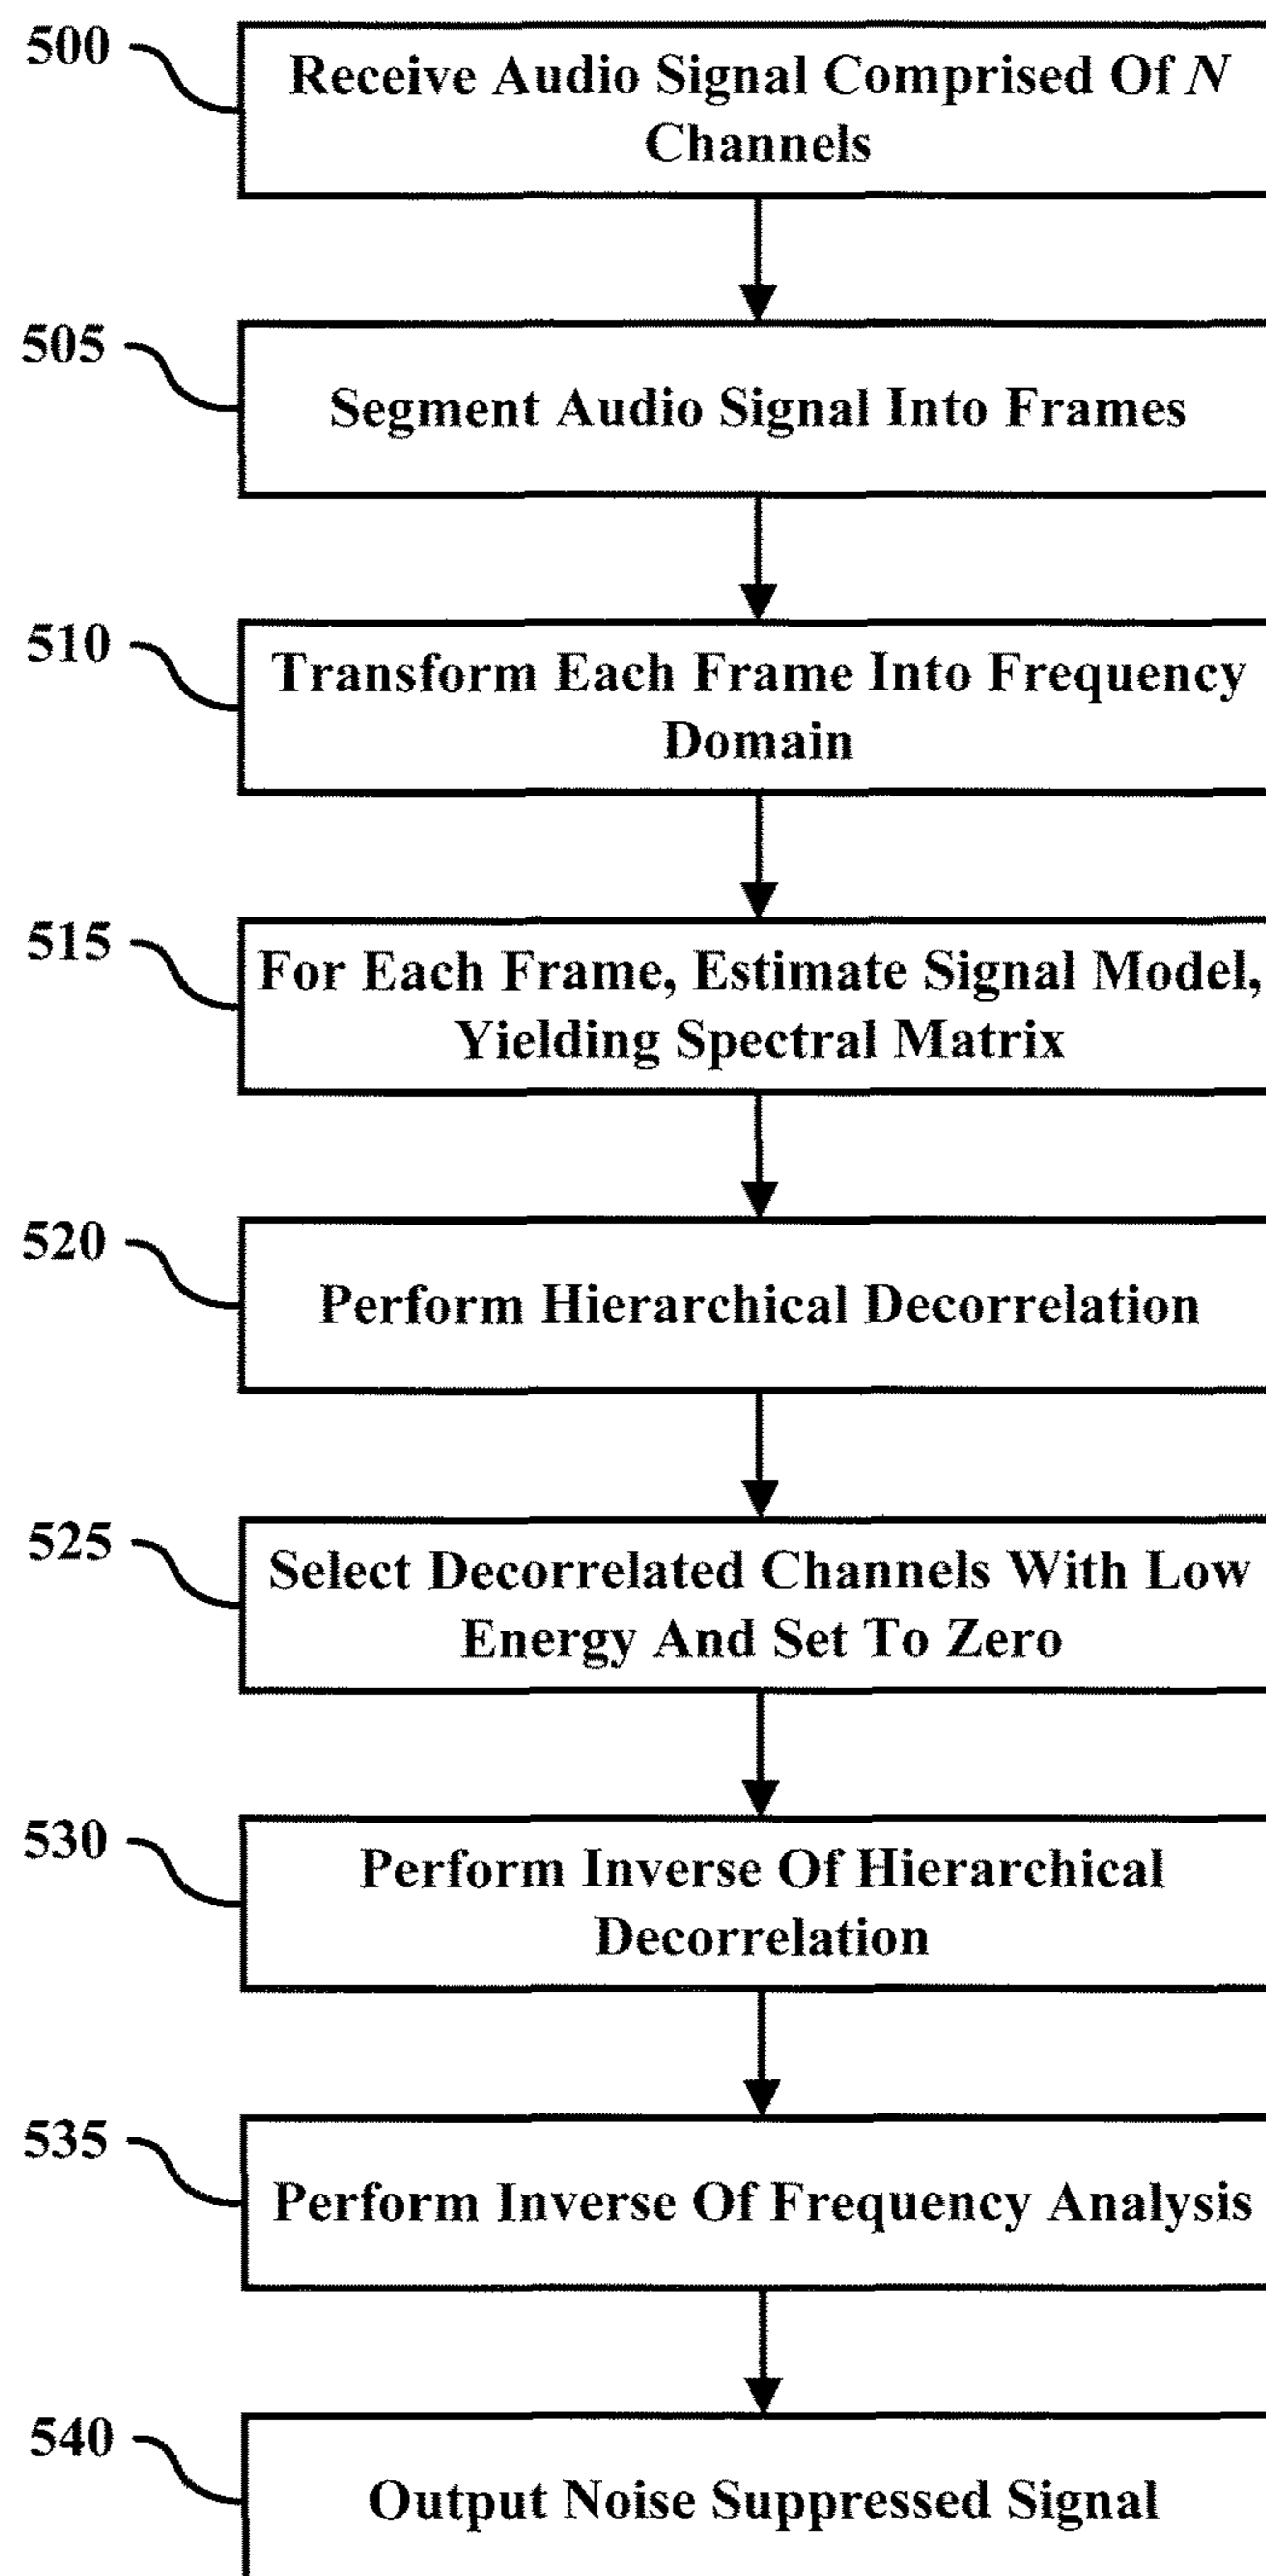 500
Receive Audio Signal Comprised Of N
Channels
505
Segment Audio Signal Into Frames
510
Transform Each Frame Into Frequency
Domain
515
For Each Frame, Estimate Signal Model,
Yielding Spectral Matrix
520
Perform Hierarchical Decorrelation
525
Select Decorrelated Channels With Low
Energy And Set To Zero
530
Perform Inverse Of Hierarchical
Decorrelation
535
Perform Inverse Of Frequency Analysis
540
Output Noise Suppressed Signal